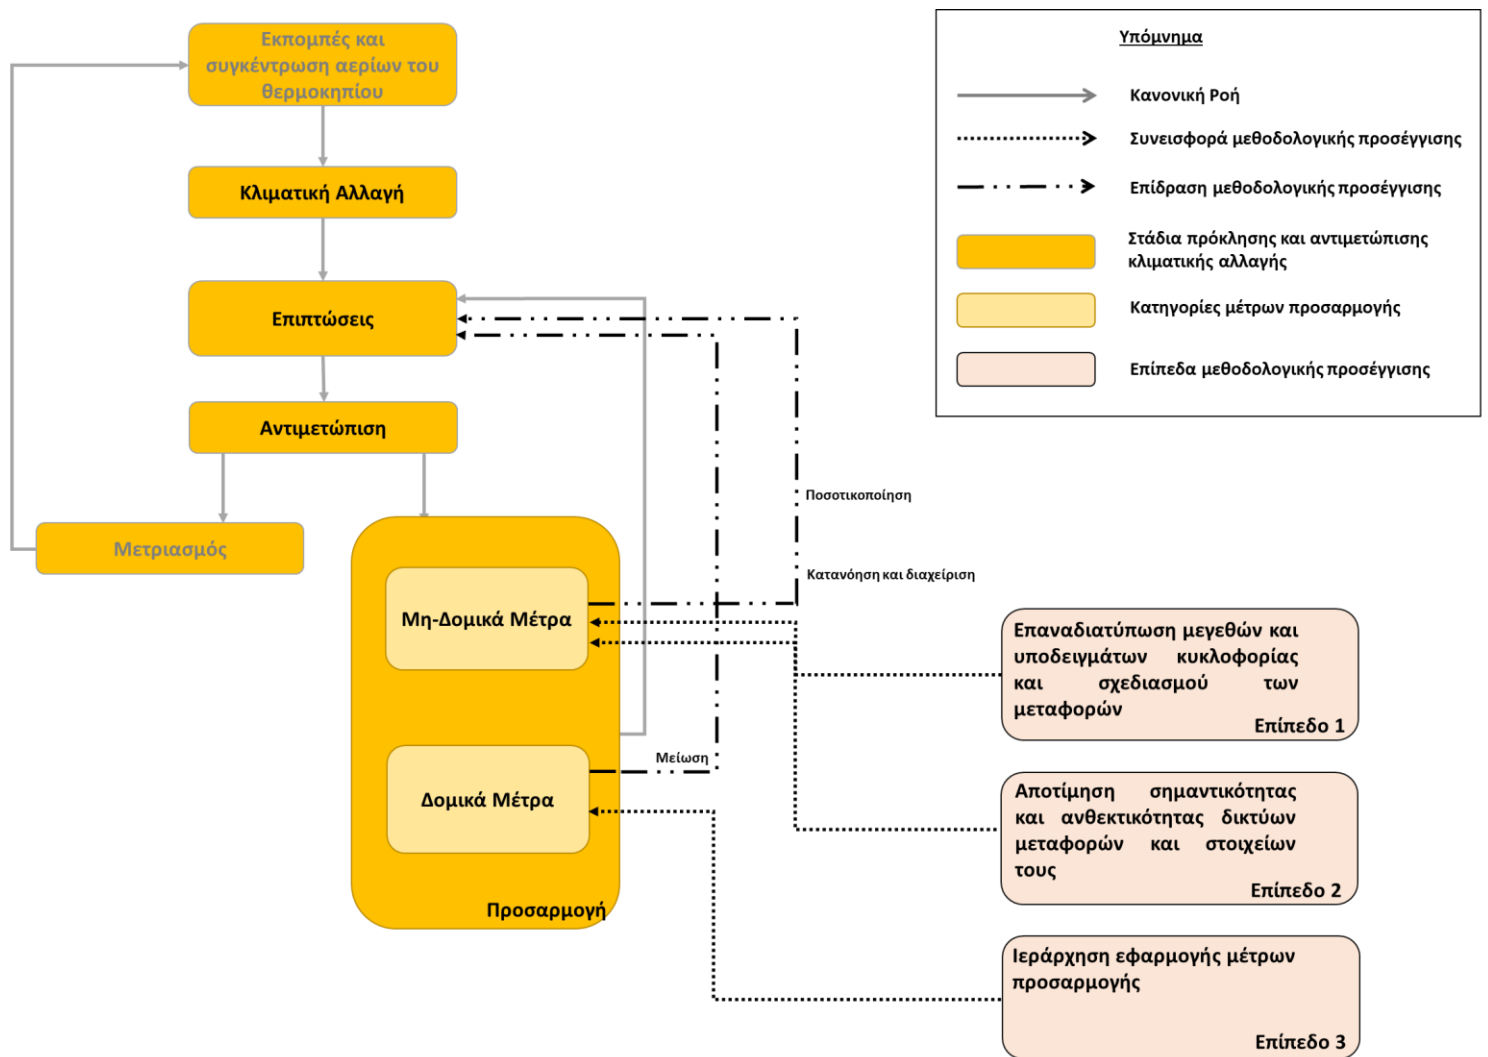 Εκπομπές και
συγκέντρωση αερίων του
θερμοκηπίου
Κλιματική Αλλαγή
Επιπτώσεις
Αντιμετώπιση
Μετριασμός
Μη-Δομικά Μέτρα
Δομικά Μέτρα
Προσαρμογή
Ποσοτικοποίηση
Κατανόηση και διαχείριση
Μείωση
Υπόμνημα
Κανονική Ροή
Συνεισφορά μεθοδολογικής προσέγγισης
Επίδραση μεθοδολογικής προσέγγισης
Στάδια πρόκλησης και αντιμετώπισης
κλιματικής αλλαγής
Κατηγορίες μέτρων προσαρμογής
Επίπεδα μεθοδολογικής προσέγγισης
Επαναδιατύπωση μεγεθών και
υποδειγμάτων κυκλοφορίας
και σχεδιασμού των
μεταφορών
Επίπεδο 1
Αποτίμηση σημαντικότητας
και ανθεκτικότητας δικτύων
μεταφορών και στοιχείων
τους
Επίπεδο 2
Ιεράρχηση εφαρμογής μέτρων
προσαρμογής
Επίπεδο 3